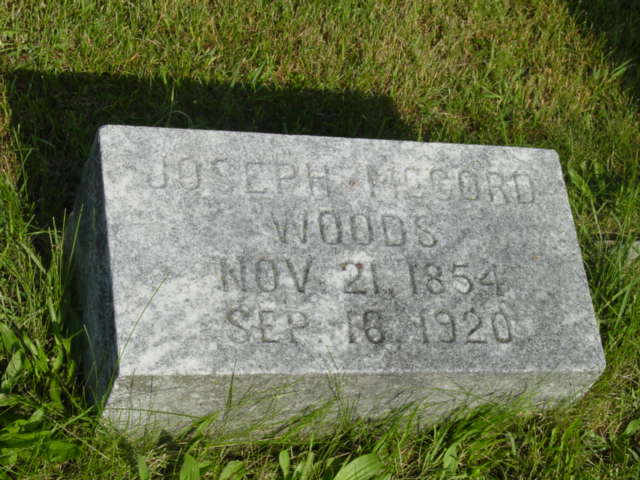 JOSEPH MCCORD
WOODS
NOV. 21, 1854
SEP. 16, 1920